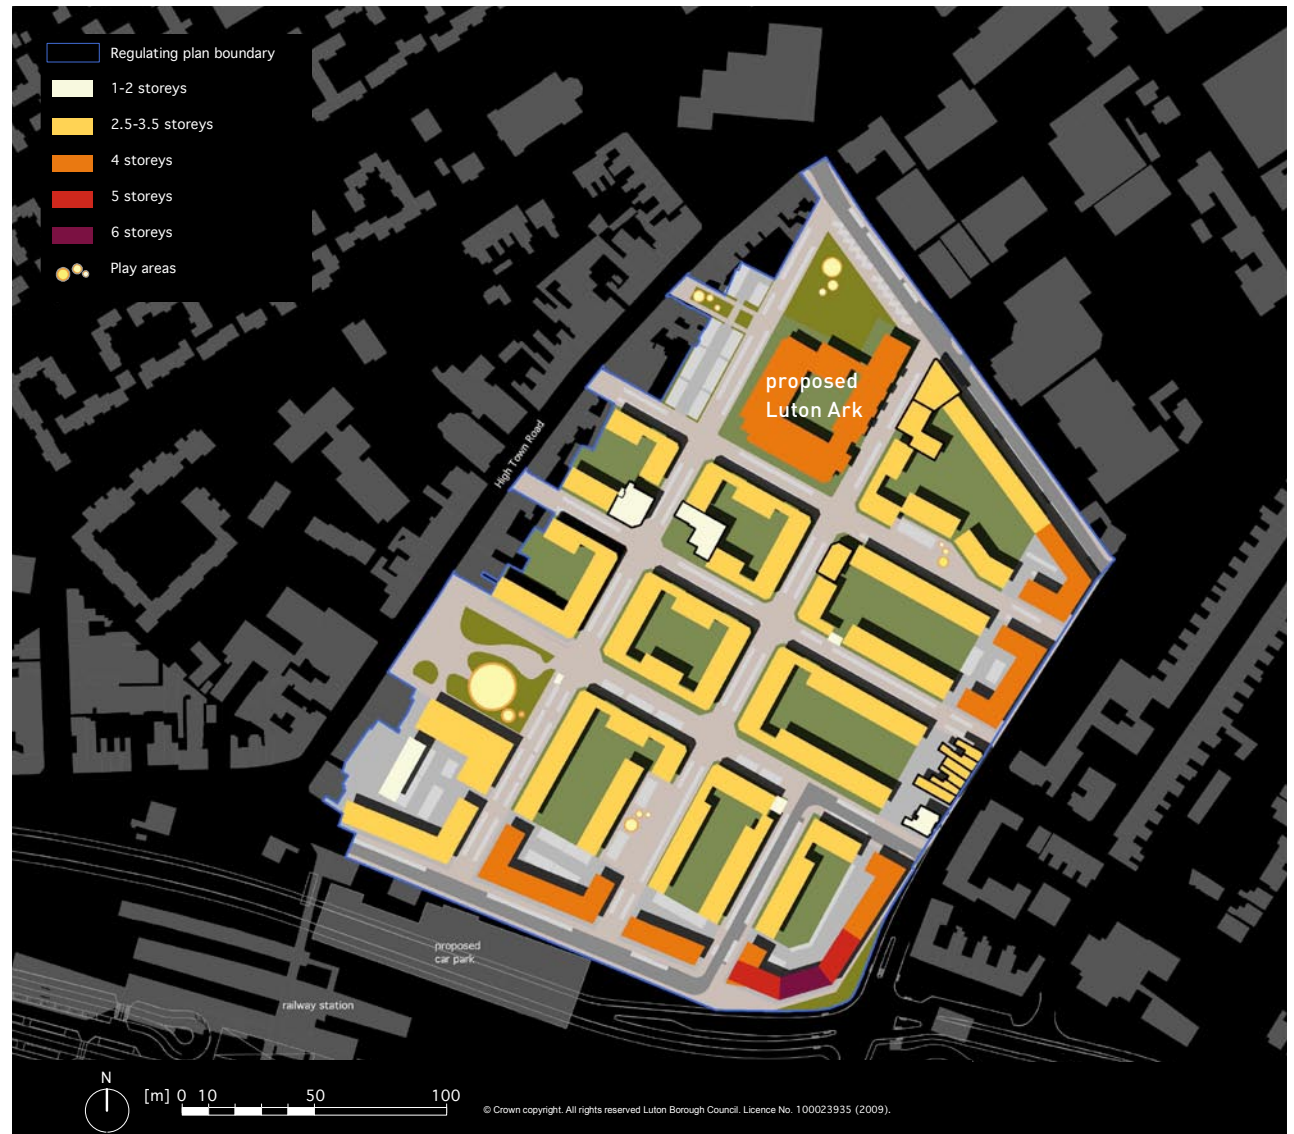 Regulating plan boundary
1-2 storeys
2.5-3.5 storeys
4 storeys
5 storeys
6 storeys
Play areas
proposed
Luton Ark
High Town Road
proposed
car park
railway station
N
[m] 0 10 50 100
© Crown copyright. All rights reserved Luton Borough Council. Licence No. 100023935 (2009).